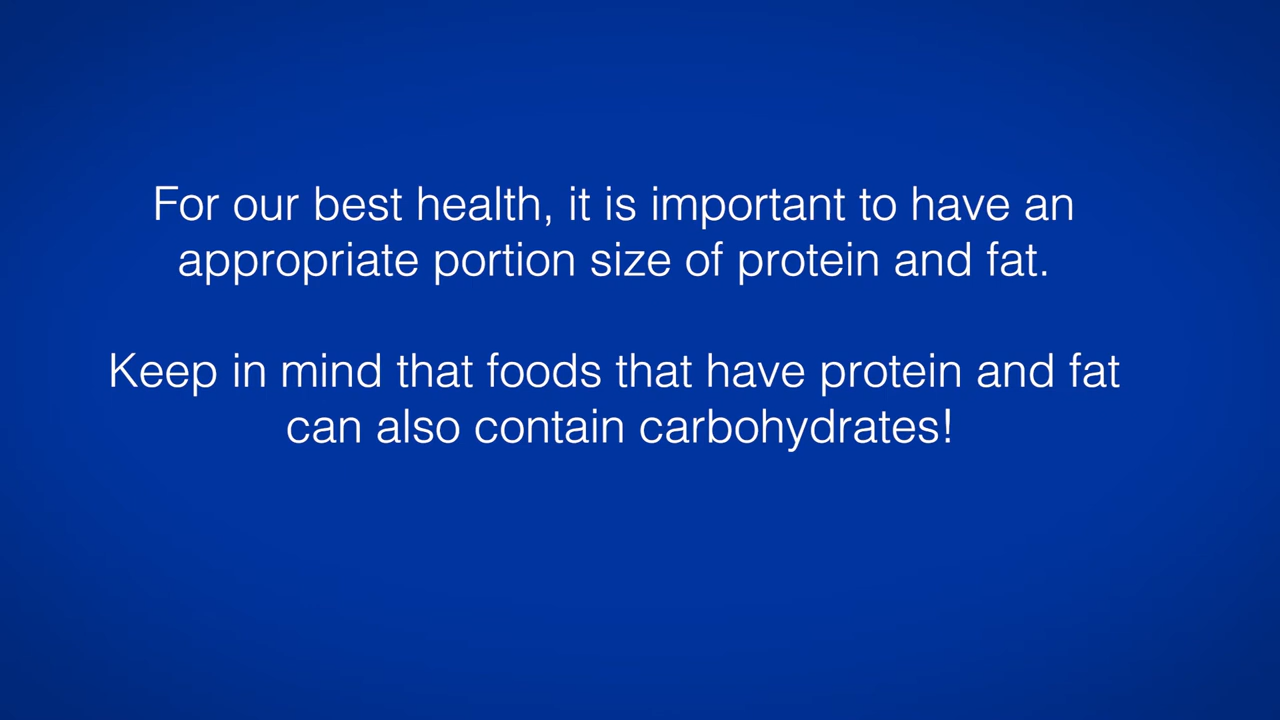 For our best health, it is important to have an
appropriate portion size of protein and fat.
Keep in mind that foods that have protein and fat
can also contain carbohydrates!